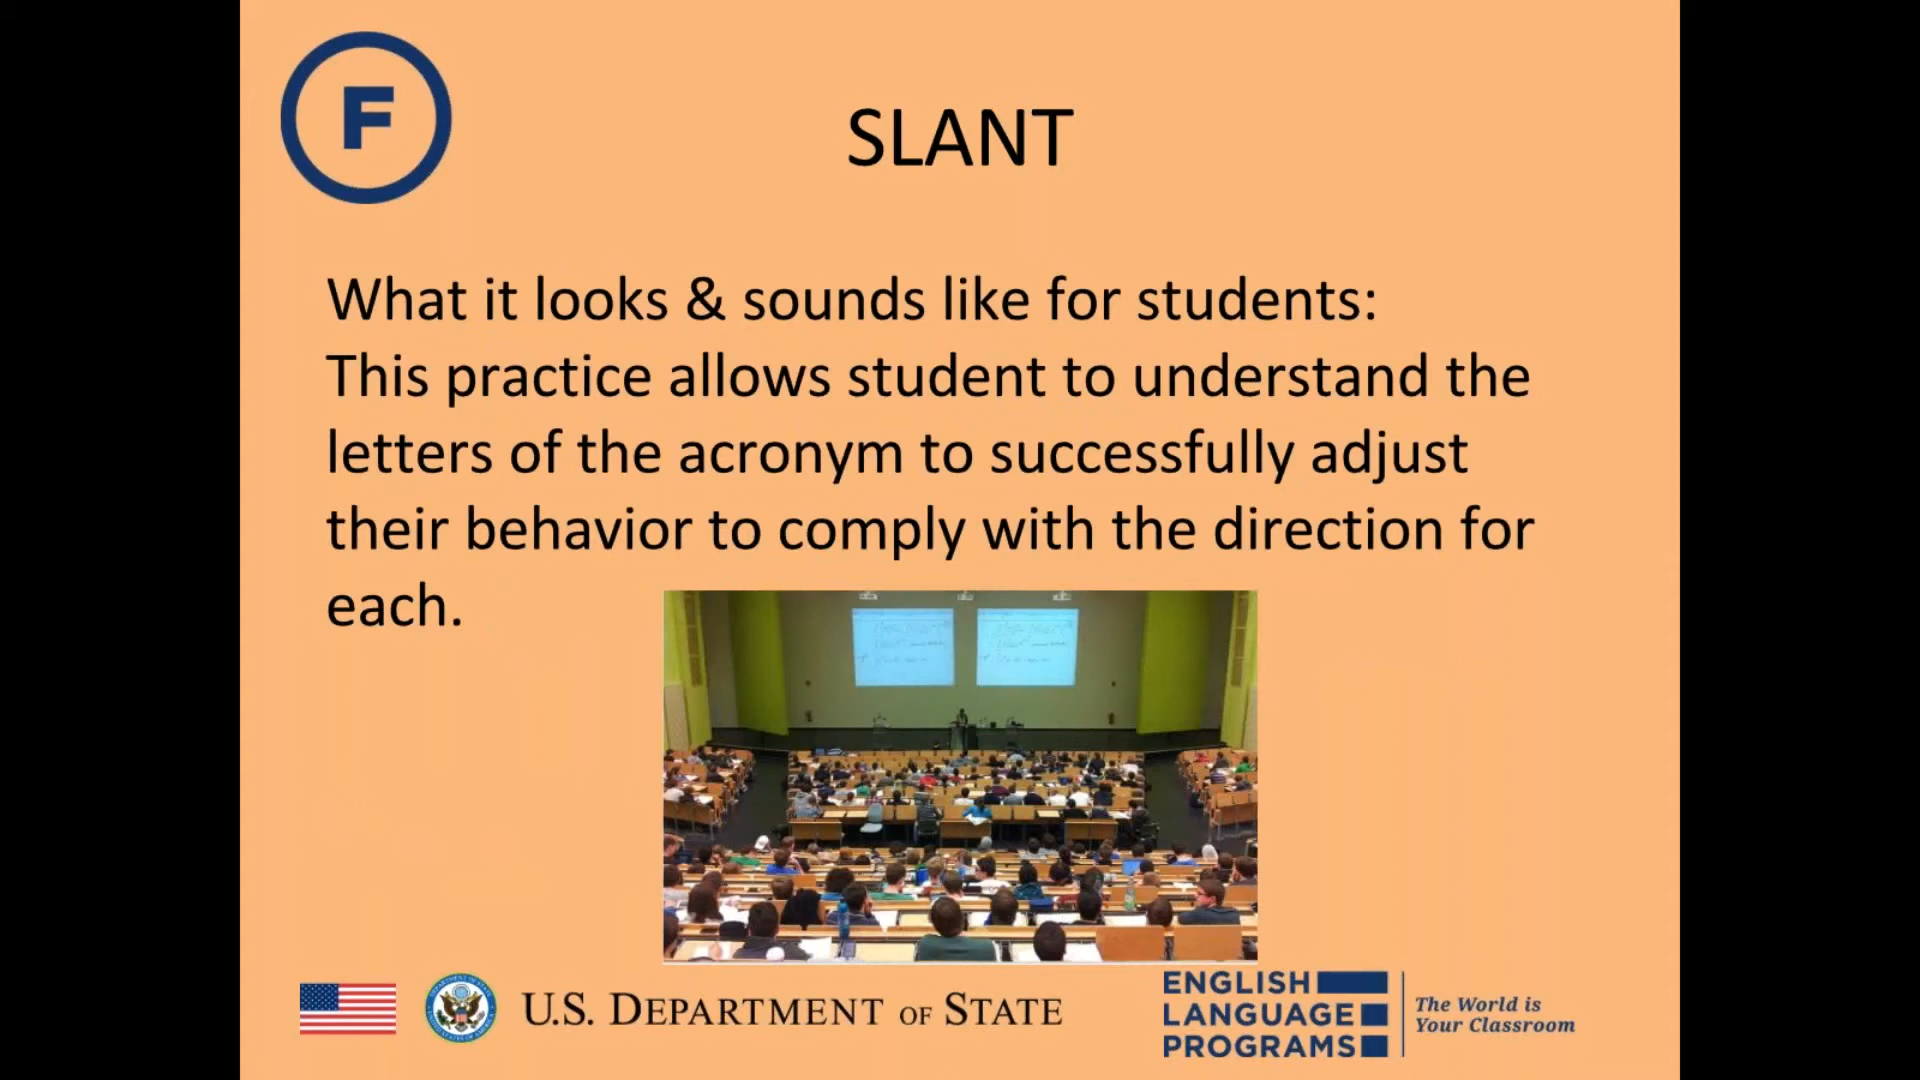 F
SLANT
What it looks & sounds like for students:
This practice allows student to understand the
letters of the acronym to successfully adjust
their behavior to comply with the direction for
each.
U.S. DEPARTMENT OF STATE
ENGLISH
LANGUAGE
PROGRAMS
The World is
Your Classroom